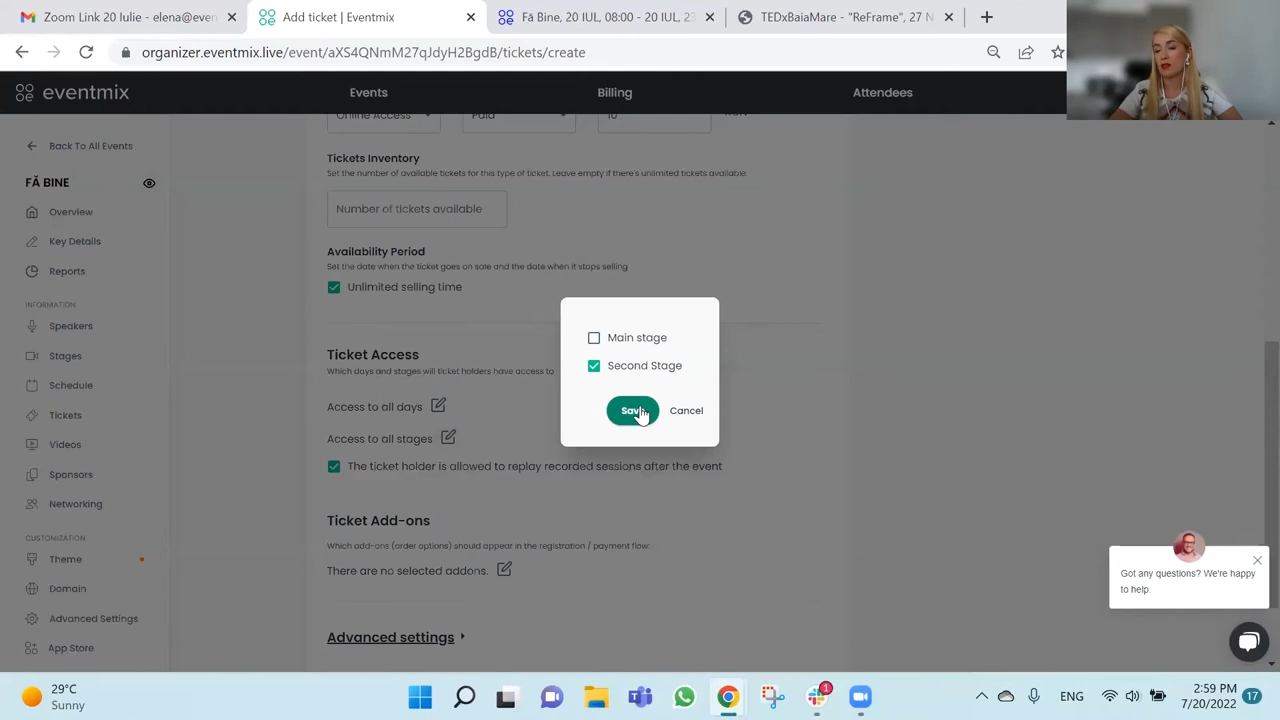 Zoom Link 20 Iulie - elena@even
Add ticket | Eventmix
Fă Bine, 20 IUL, 08:00 - 20 IUL, 23
TEDxBaiaMare - "ReFrame", 27 N
organizer.eventmix.live/event/aXS4QNmM27qJdyH2BgdB/tickets/create
eventmix
Events
Billing
Attendees
Online Access
Paid
10
Back To All Events
FĂ BINE
Overview
Key Details
Reports
INFORMATION
Speakers
Stages
Schedule
Tickets
Videos
Sponsors
Networking
CUSTOMIZATION
Theme
Domain
Advanced Settings
App Store
Tickets Inventory
Set the number of available tickets for this type of ticket. Leave empty if there's unlimited tickets available.
Number of tickets available
Availability Period
Set the date when the ticket goes on sale and the date when it stops selling
Unlimited selling time
Ticket Access
Which days and stages will ticket holders have access to
Access to all days
Access to all stages
The ticket holder is allowed to replay recorded sessions after the event
Ticket Add-ons
Which add-ons (order options) should appear in the registration / payment flow:
There are no selected addons.
Advanced settings
Main stage
Second Stage
Save
Cancel
Got any questions? We're happy
to help.
29°C
Sunny
1
ENG
2:59 PM
7/20/2022
17